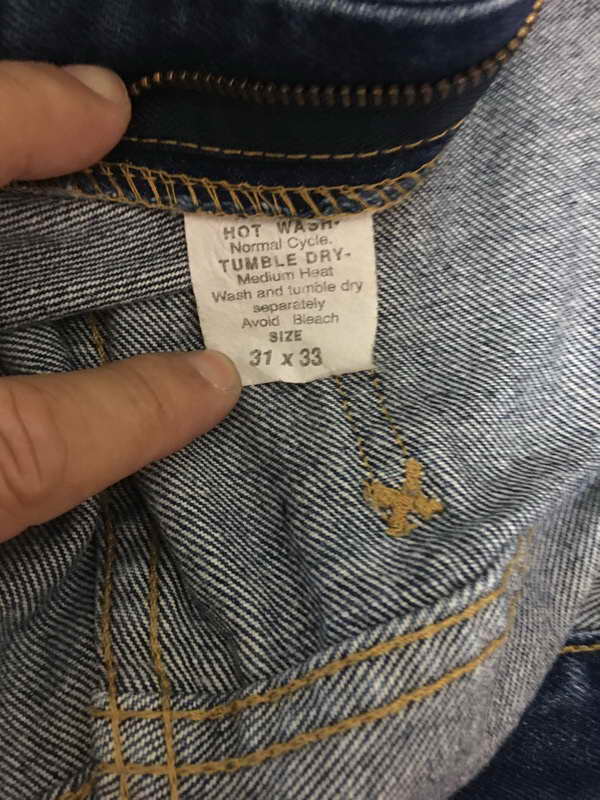 HOT WASH-
Normal Cycle.
TUMBLE DRY-
Medium Heat
Wash and tumble dry
separately
Avoid Bleach
SIZE
31 x 33